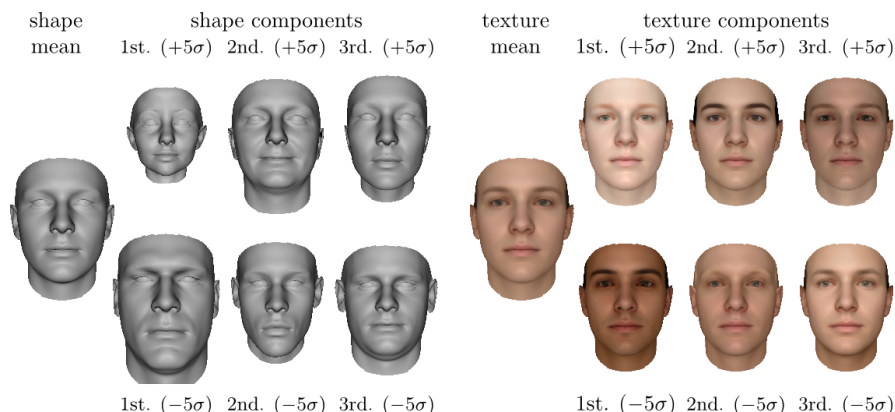 shape mean
shape components
1st. (+5σ) 2nd. (+5σ) 3rd. (+5σ)
texture mean
texture components
1st. (+5σ) 2nd. (+5σ) 3rd. (+5σ)
1st. (−5σ) 2nd. (−5σ) 3rd. (−5σ)
1st. (−5σ) 2nd. (−5σ) 3rd. (−5σ)